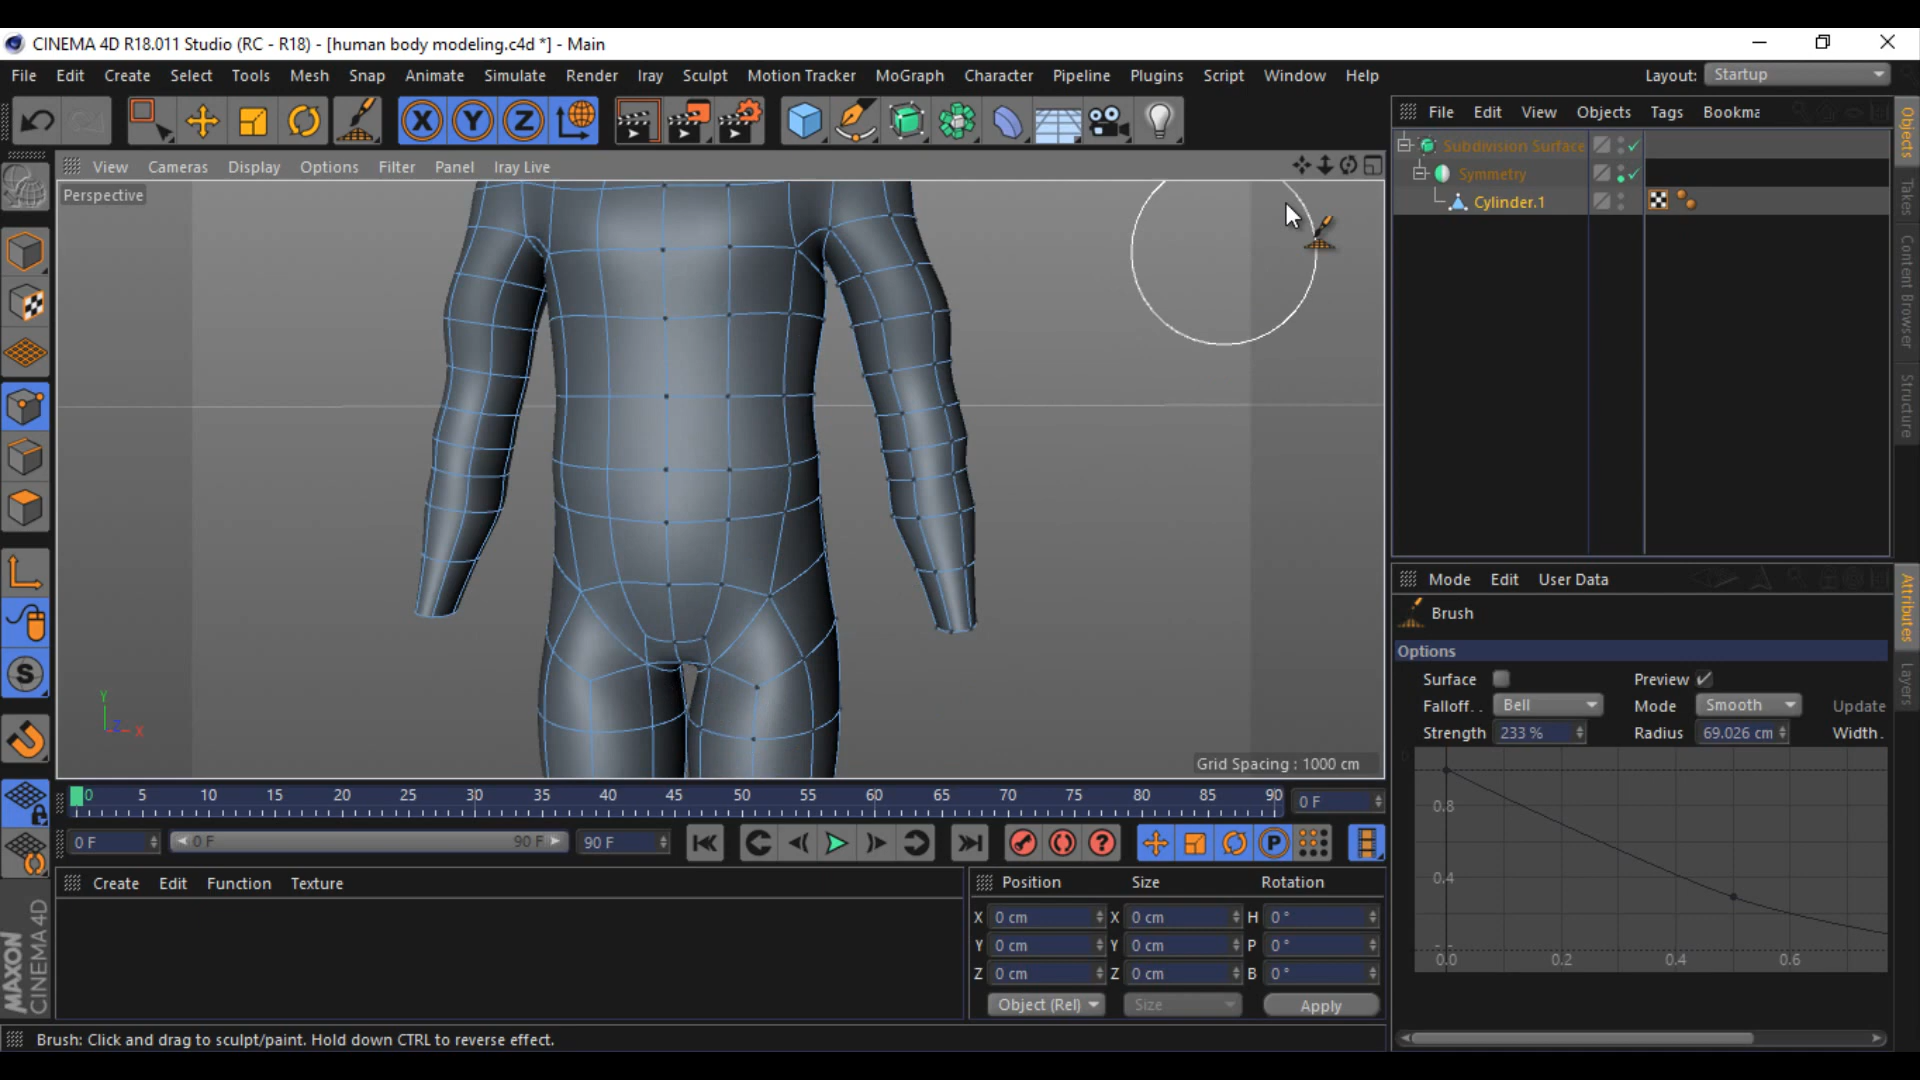 CINEMA 4D R18.011 Studio (RC - R18) - [human body modeling.c4d *] - Main
File Edit Create Select Tools Mesh Snap Animate Simulate Render Iray Sculpt Motion Tracker MoGraph Character Pipeline Plugins Script Window Help Layout: Startup
X Y Z
File Edit View Objects Tags Bookma
View Cameras Display Options Filter Panel Iray Live
Perspective
Subdivision Surface
Symmetry
Cylinder.1
Objects
Takes
Content Browser
Structure
Mode Edit User Data
Brush
Options
Surface Preview
Falloff. . Bell Mode Smooth Update
Strength 233 % Radius 69.026 cm Width.
0.8
0.4
0.0 0.2 0.4 0.6
Attributes
Layers
S
Y
Z X
Grid Spacing : 1000 cm
0 5 10 15 20 25 30 35 40 45 50 55 60 65 70 75 80 85 90 0 F
0 F 0 F 90 F 90 F ? P
Create Edit Function Texture
Position Size Rotation
X 0 cm X 0 cm H 0 °
Y 0 cm Y 0 cm P 0 °
Z 0 cm Z 0 cm B 0 °
Object (Rel) Size Apply
MAXON
CINEMA 4D
Brush: Click and drag to sculpt/paint. Hold down CTRL to reverse effect.